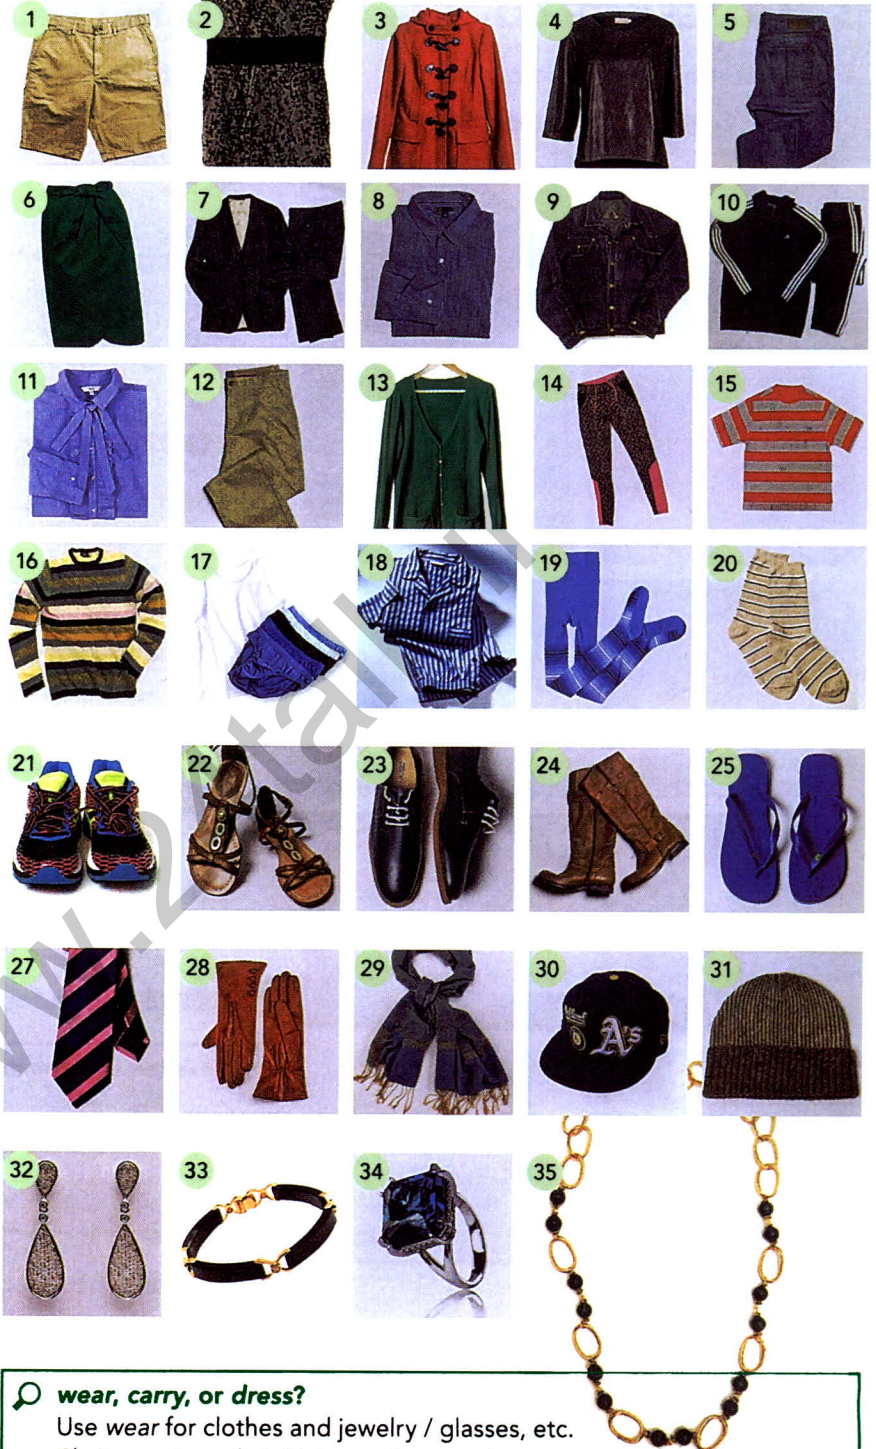 1 2 3 4 5
6 7 8 9 10
11 12 13 14 15
16 17 18 19 20
21 22 23 24 25
27 28 29 30 31
A's
32 33 34 35
wear, carry, or dress?
Use wear for clothes and jewelry / glasses, etc.